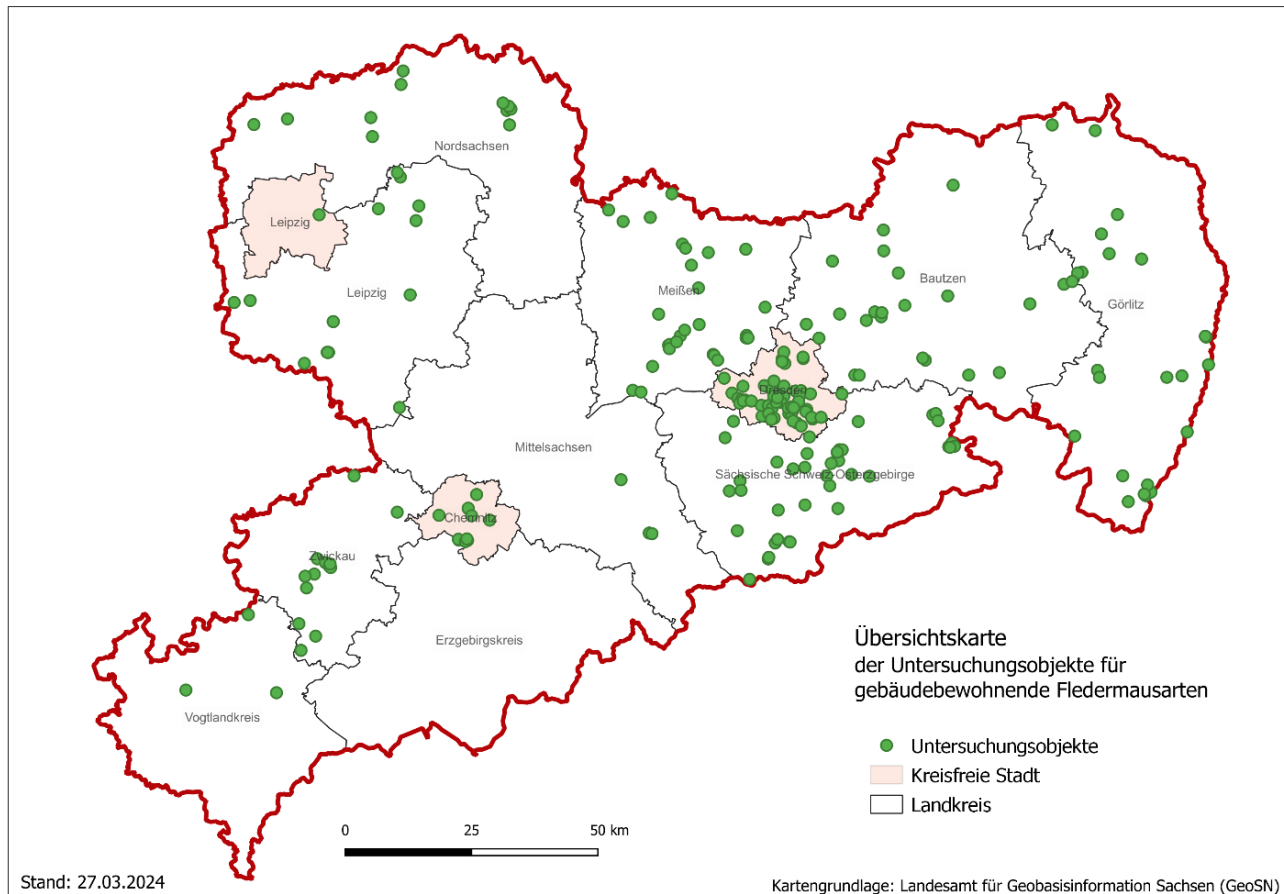 Nordsachsen
Leipzig
Leipzig
Meißen
Bautzen
Görlitz
Dresden
Mittelsachsen
Sächsische Schweiz-Osterzgebirge
Chemnitz
Zwickau
Erzgebirgskreis
Vogtlandkreis
Übersichtskarte
der Untersuchungsobjekte für
gebäudebewohnende Fledermausarten
Untersuchungsobjekte
Kreisfreie Stadt
Landkreis
0 25 50 km
Stand: 27.03.2024
Kartengrundlage: Landesamt für Geobasisinformation Sachsen (GeoSN)